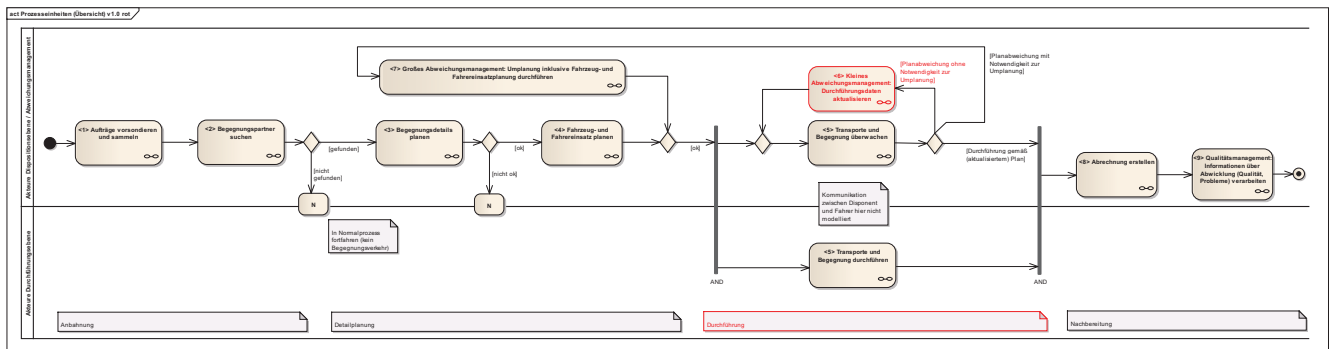 act Prozesseinheiten (Übersicht) v1.0 rot
Akteure Dispositionsebene / Abweichungsmanagement
<7> Großes Abweichungsmanagement: Umplanung inklusive Fahrzeug- und
Fahrereinsatzplanung durchführen
[Planabweichung ohne
Notwendigkeit zur
Umplanung]
[Planabweichung mit
Notwendigkeit zur
Umplanung]
<6> Kleines
Abweichungsmanagement:
Durchführungsdaten
aktualisieren
<1> Aufträge vorsondieren
und sammeln
<2> Begegnungspartner
suchen
[gefunden]
[nicht
gefunden]
<3> Begegnungsdetails
planen
[ok]
[nicht ok]
<4> Fahrzeug- und
Fahrereinsatz planen
[ok]
<5> Transporte und
Begegnung überwachen
[Durchführung gemäß
(aktualisiertem) Plan]
<8> Abrechnung erstellen
<9> Qualitätsmanagement:
Informationen über
Abwicklung (Qualität,
Probleme) verarbeiten
N
N
Kommunikation
zwischen Disponent
und Fahrer hier nicht
modelliert
Akteure Durchführungsebene
In Normalprozess
fortfahren (kein
Begegnungsverkehr)
<5> Transporte und
Begegnung durchführen
AND
AND
Anbahnung
Detailplanung
Durchführung
Nachbereitung